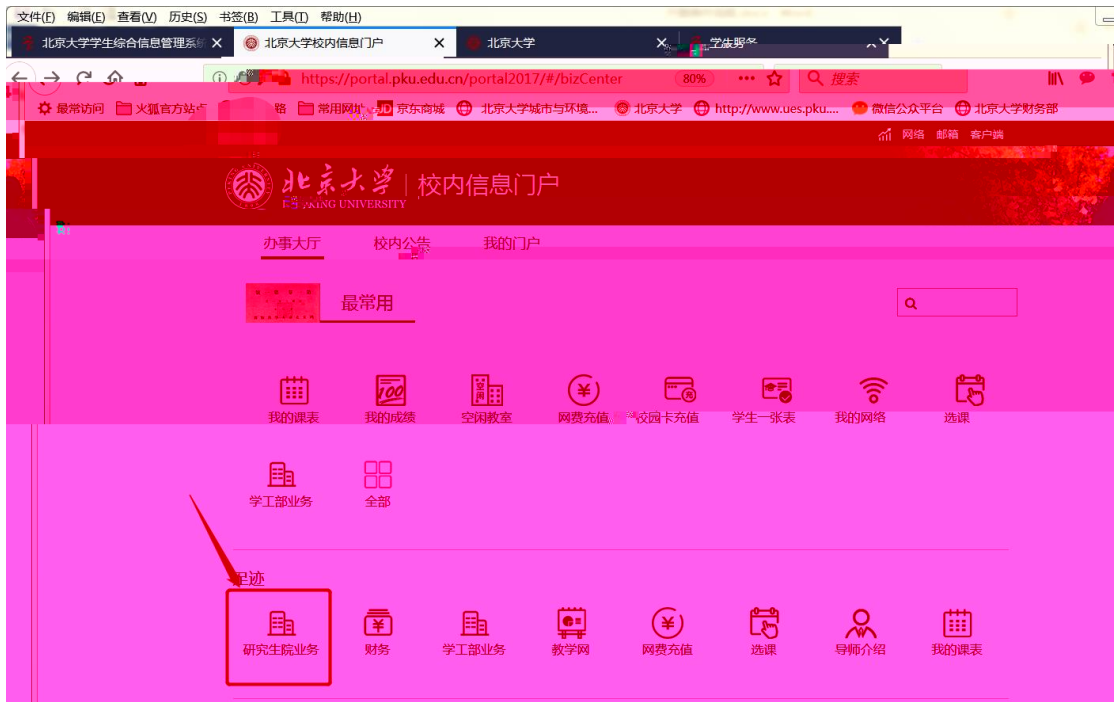 文件(F) 编辑(E) 查看(V) 历史(S) 书签(B) 工具(T) 帮助(H)
北京大学学生综合信息管理系统 北京大学校内信息门户 北京大学
https://portal.pku.edu.cn/portal2017/#/bizCenter 80% 搜索
最常访问 火狐官方站点 常用网址 JD 京东商城 北京大学城市与环境... 北京大学 http://www.ues.pku.... 微信公众平台 北京大学财务部
网络 邮箱 客户端
北京大学 校内信息门户
UNIVERSITY
办事大厅 校内公告 我的门户
最常用
我的课表 我的成绩 空闲教室 网费充值 校园卡充值 学生一张表 我的网络 选课
学工部业务 全部
足迹
研究生院业务 财务 学工部业务 教学网 网费充值 选课 导师介绍 我的课表